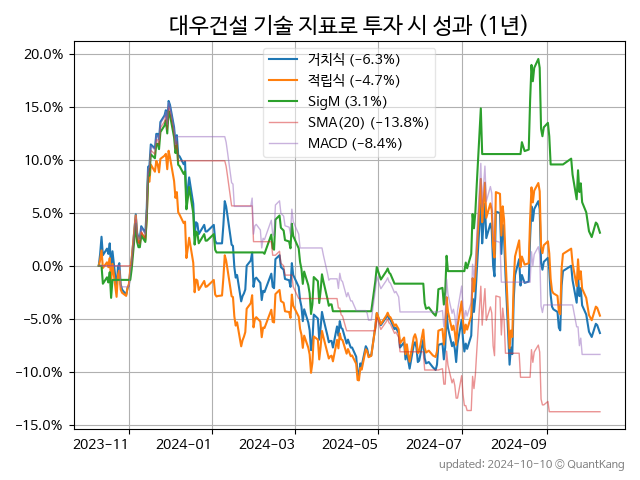 대우건설 기술 지표로 투자 시 성과 (1년)
20.0%
15.0%
10.0%
5.0%
0.0%
−5.0%
−10.0%
−15.0%
거치식 (−6.3%)
적립식 (−4.7%)
SigM (3.1%)
SMA(20) (−13.8%)
MACD (−8.4%)
2023−11 2024−01 2024−03 2024−05 2024−07 2024−09
updated: 2024−10−10 © QuantKang